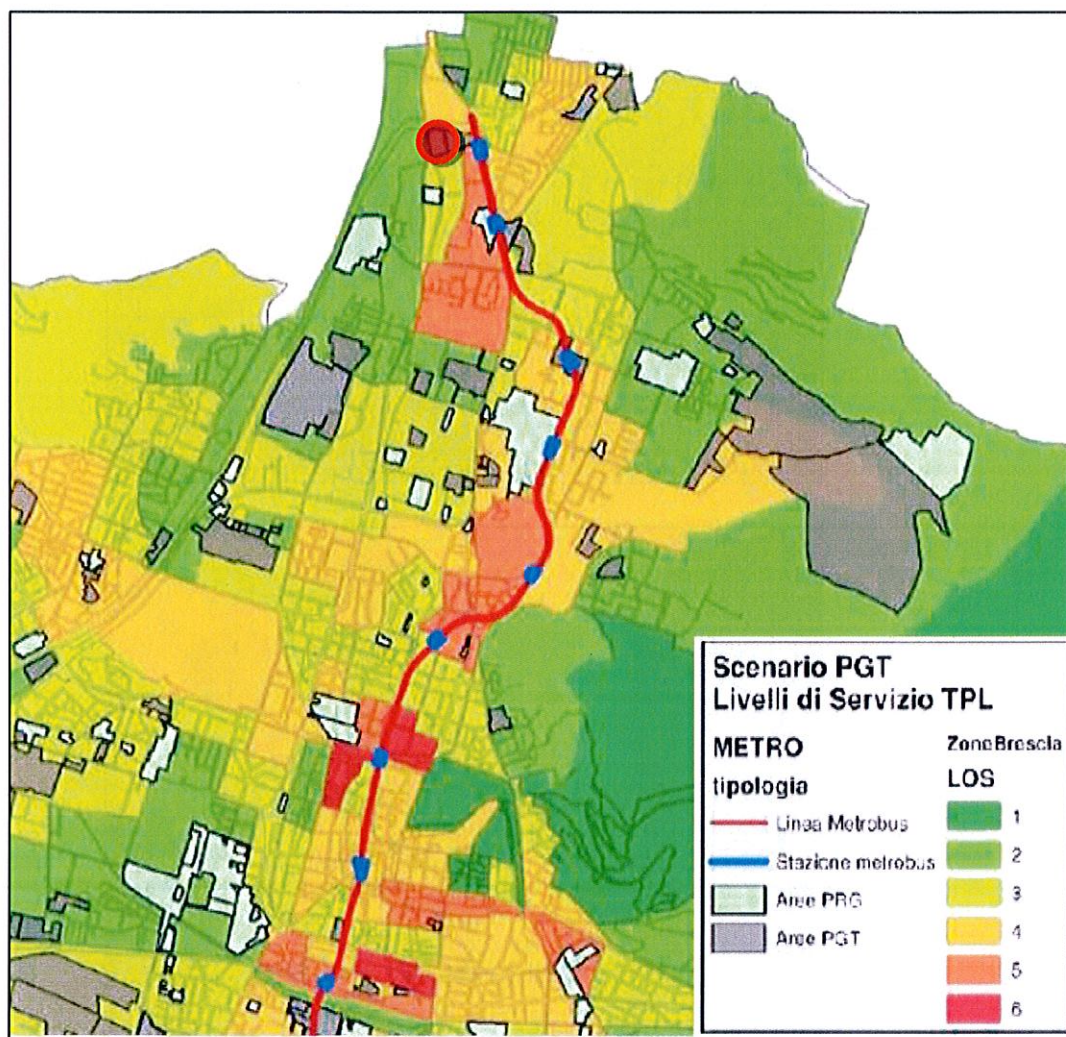 Scenario PGT
Livelli di Servizio TPL
METRO
tipologia
Linea Metrobus
Stazione metrobus
Aree PRG
Aree PGT
ZoneBrescia
LOS
1
2
3
4
5
6